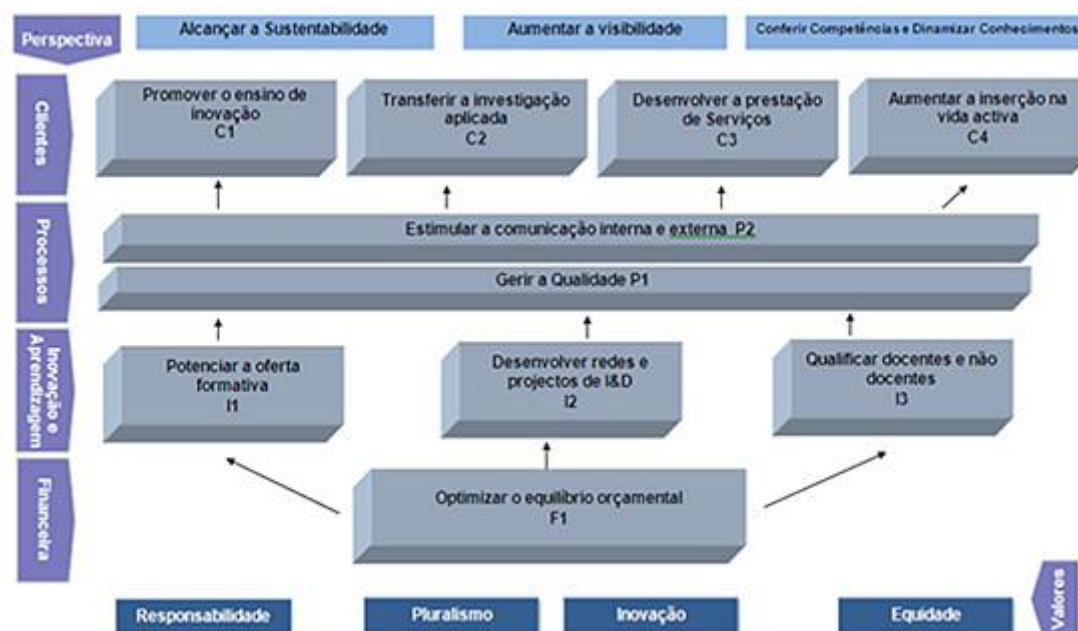 Perspectiva
Alcançar a Sustentabilidade
Aumentar a visibilidade
Conferir Competências e Dinamizar Conhecimentos
Clientes
Promover o ensino de
inovação
C1
Transferir a investigação
aplicada
C2
Desenvolver a prestação
de Serviços
C3
Aumentar a inserção na
vida activa
C4
Processos
Estimular a comunicação interna e externa P2
Gerir a Qualidade P1
Inovação e
Aprendizagem
Potenciar a oferta
formativa
I1
Desenvolver redes e
projectos de I&D
I2
Qualificar docentes e não
docentes
I3
Financeira
Optimizar o equilíbrio orçamental
F1
Responsabilidade
Pluralismo
Inovação
Equidade
Valores